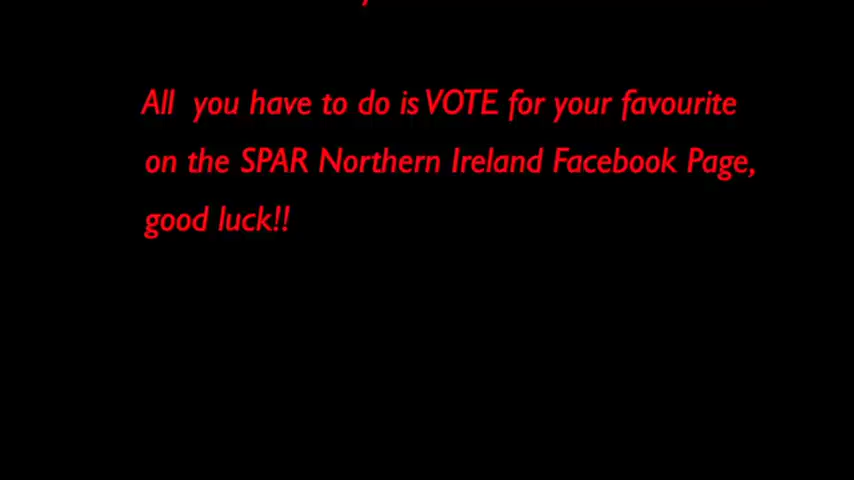 All you have to do is VOTE for your favourite
on the SPAR Northern Ireland Facebook Page,
good luck!!